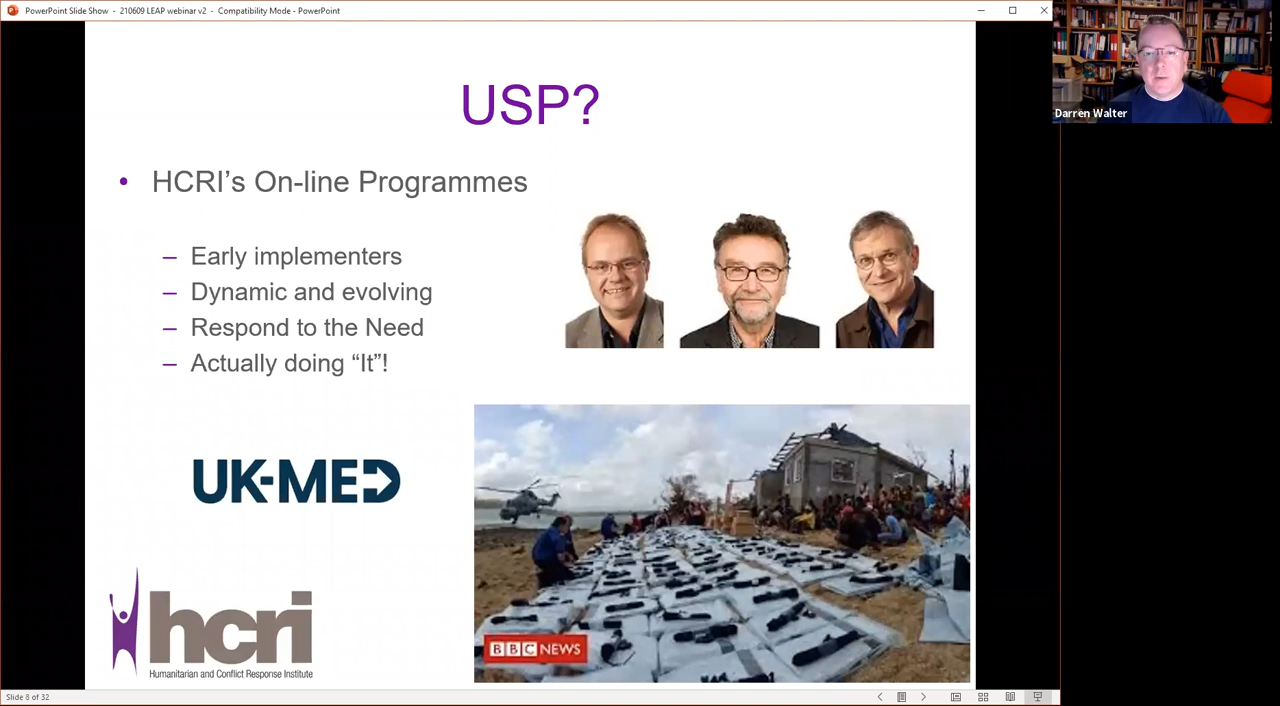 PowerPoint Slide Show - 210609 LEAP webinar v2 - Compatibility Mode - PowerPoint
Darren Walter
USP?
• HCRI’s On-line Programmes
– Early implementers
– Dynamic and evolving
– Respond to the Need
– Actually doing “It”!
UK-MED
hcri
Humanitarian and Conflict Response Institute
BBC NEWS
Slide 8 of 32